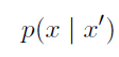 p(x | x′)